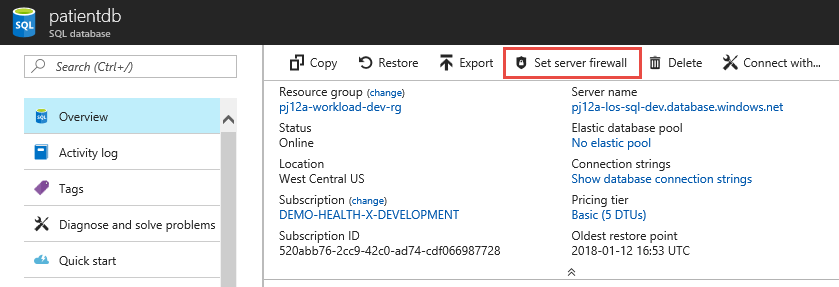 patientdb
SQL database
Search (Ctrl+/)
Overview
Activity log
Tags
Diagnose and solve problems
Quick start
Copy Restore Export Set server firewall Delete Connect with...
Resource group (change)
pj12a-workload-dev-rg
Status
Online
Location
West Central US
Subscription (change)
DEMO-HEALTH-X-DEVELOPMENT
Subscription ID
520abb76-2cc9-42c0-ad74-cdf066987728
Server name
pj12a-los-sql-dev.database.windows.net
Elastic database pool
No elastic pool
Connection strings
Show database connection strings
Pricing tier
Basic (5 DTUs)
Oldest restore point
2018-01-12 16:53 UTC
SQL
SQL